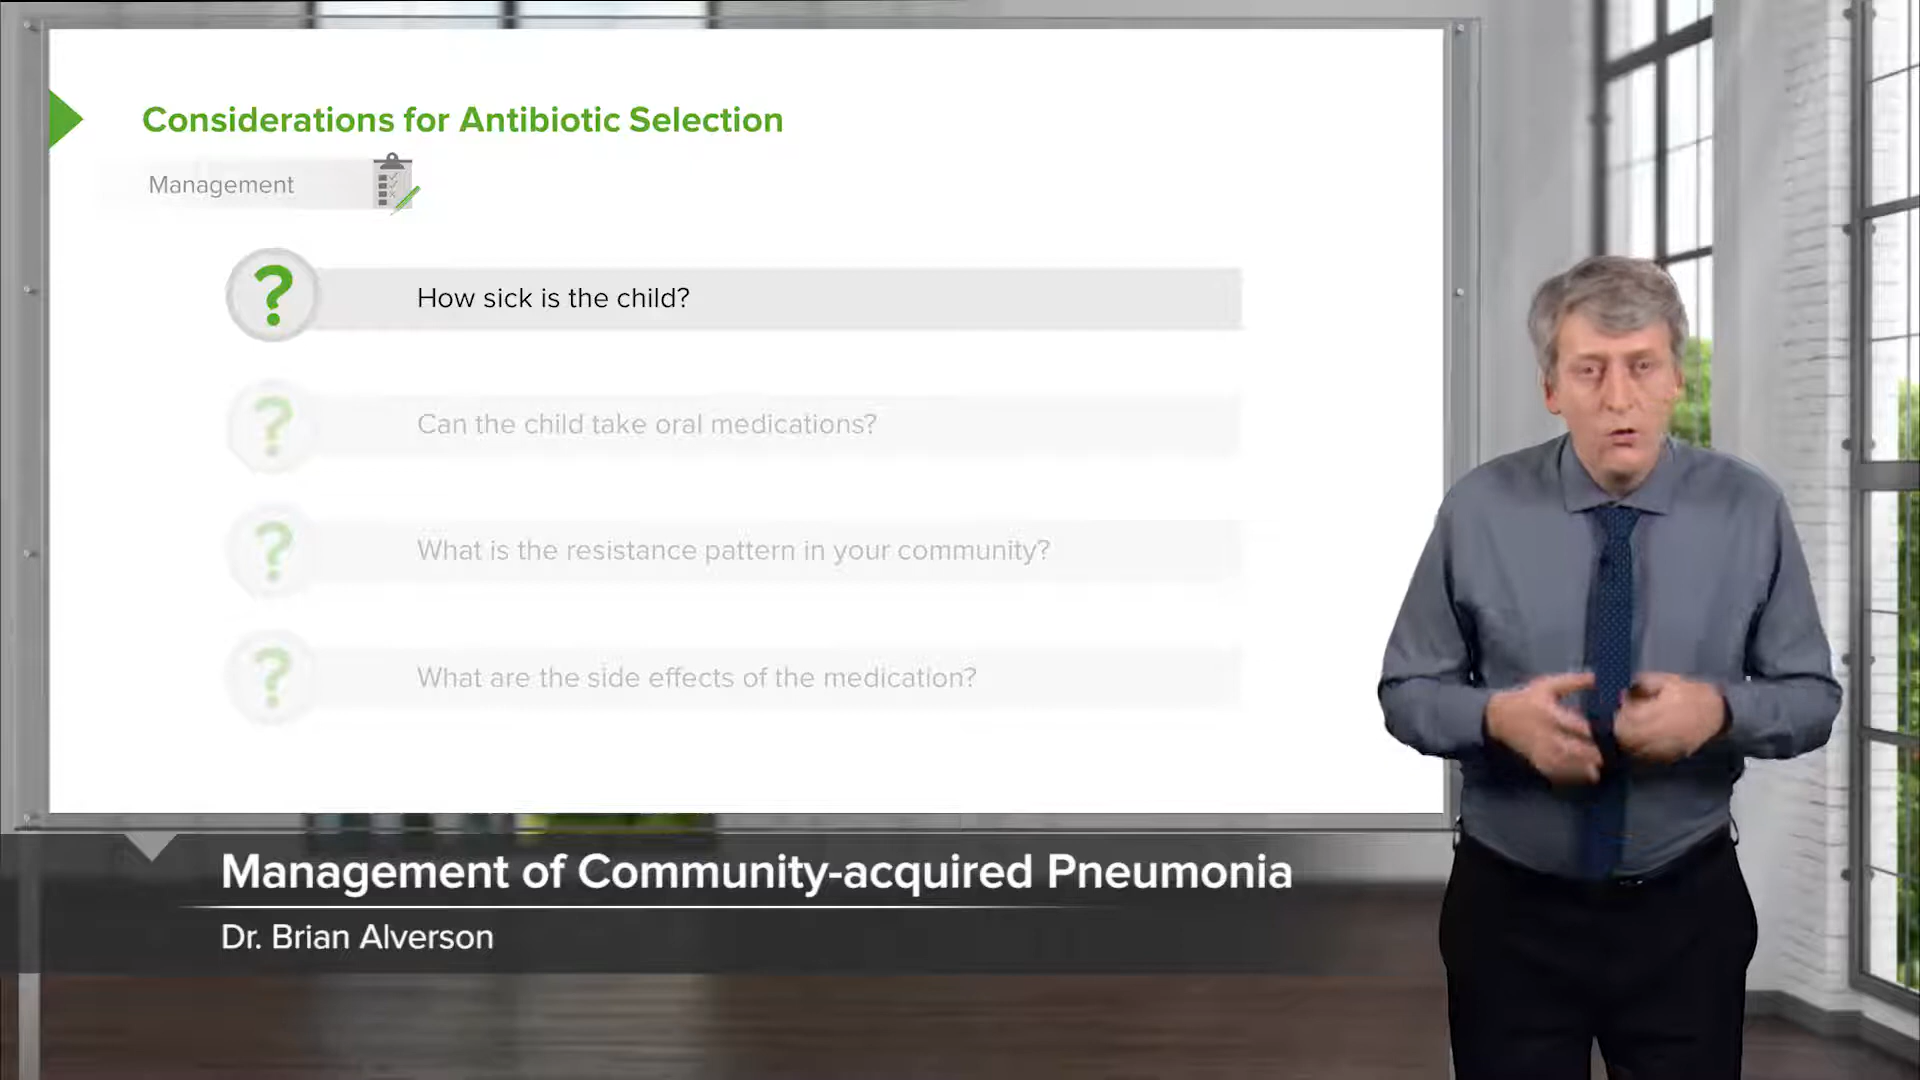 Considerations for Antibiotic Selection
Management
? How sick is the child?
? Can the child take oral medications?
? What is the resistance pattern in your community?
? What are the side effects of the medication?
Management of Community-acquired Pneumonia
Dr. Brian Alverson